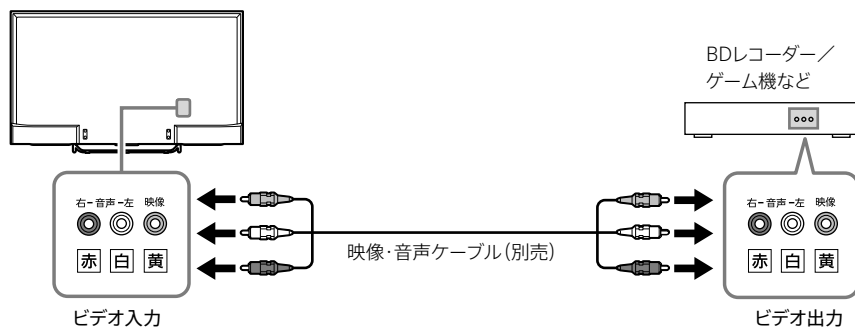 BDレコーダー／
ゲーム機など
右-音声-左 映像
赤 白 黄
ビデオ入力
映像・音声ケーブル（別売）
右-音声-左 映像
赤 白 黄
ビデオ出力